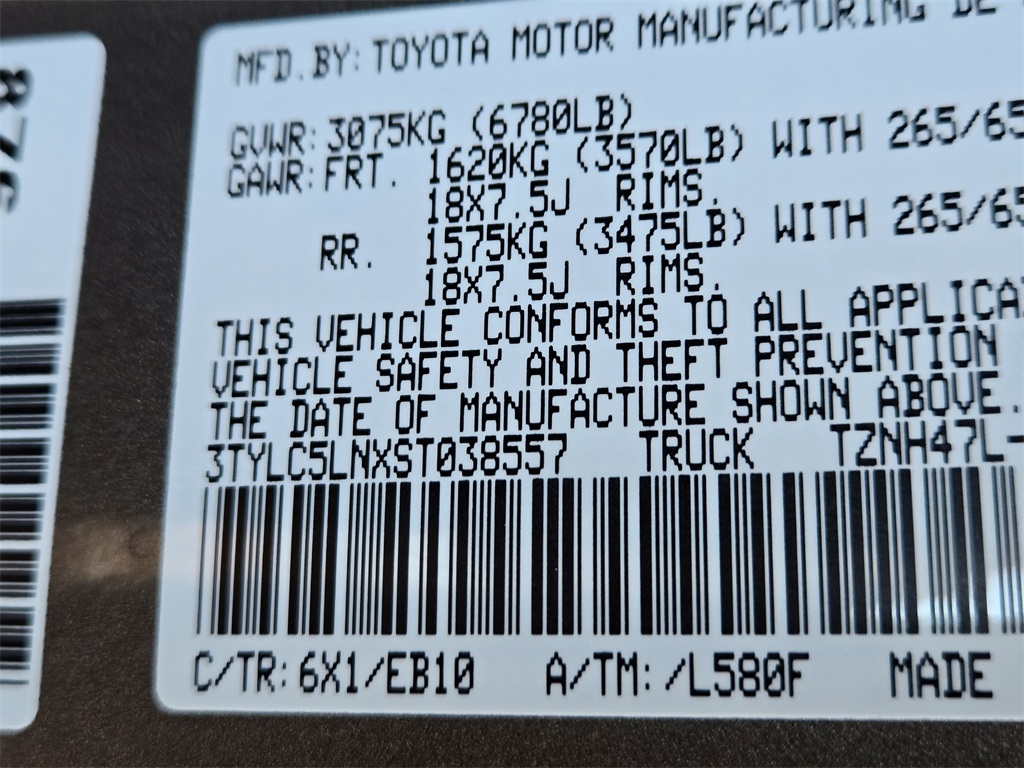 MFD.BY: TOYOTA MOTOR MANUFACTURING DE
GVWR: 3075KG (6780LB)
GAWR: FRT. 1620KG (3570LB) WITH 265/65
18X7.5J RIMS.
RR. 1575KG (3475LB) WITH 265/65
18X7.5J RIMS.
THIS VEHICLE CONFORMS TO ALL APPLICA
VEHICLE SAFETY AND THEFT PREVENTION
THE DATE OF MANUFACTURE SHOWN ABOVE.
3TYLC5LNXST038557 TRUCK TZNH47L-
C/TR: 6X1/EB10 A/TM: /L580F MADE